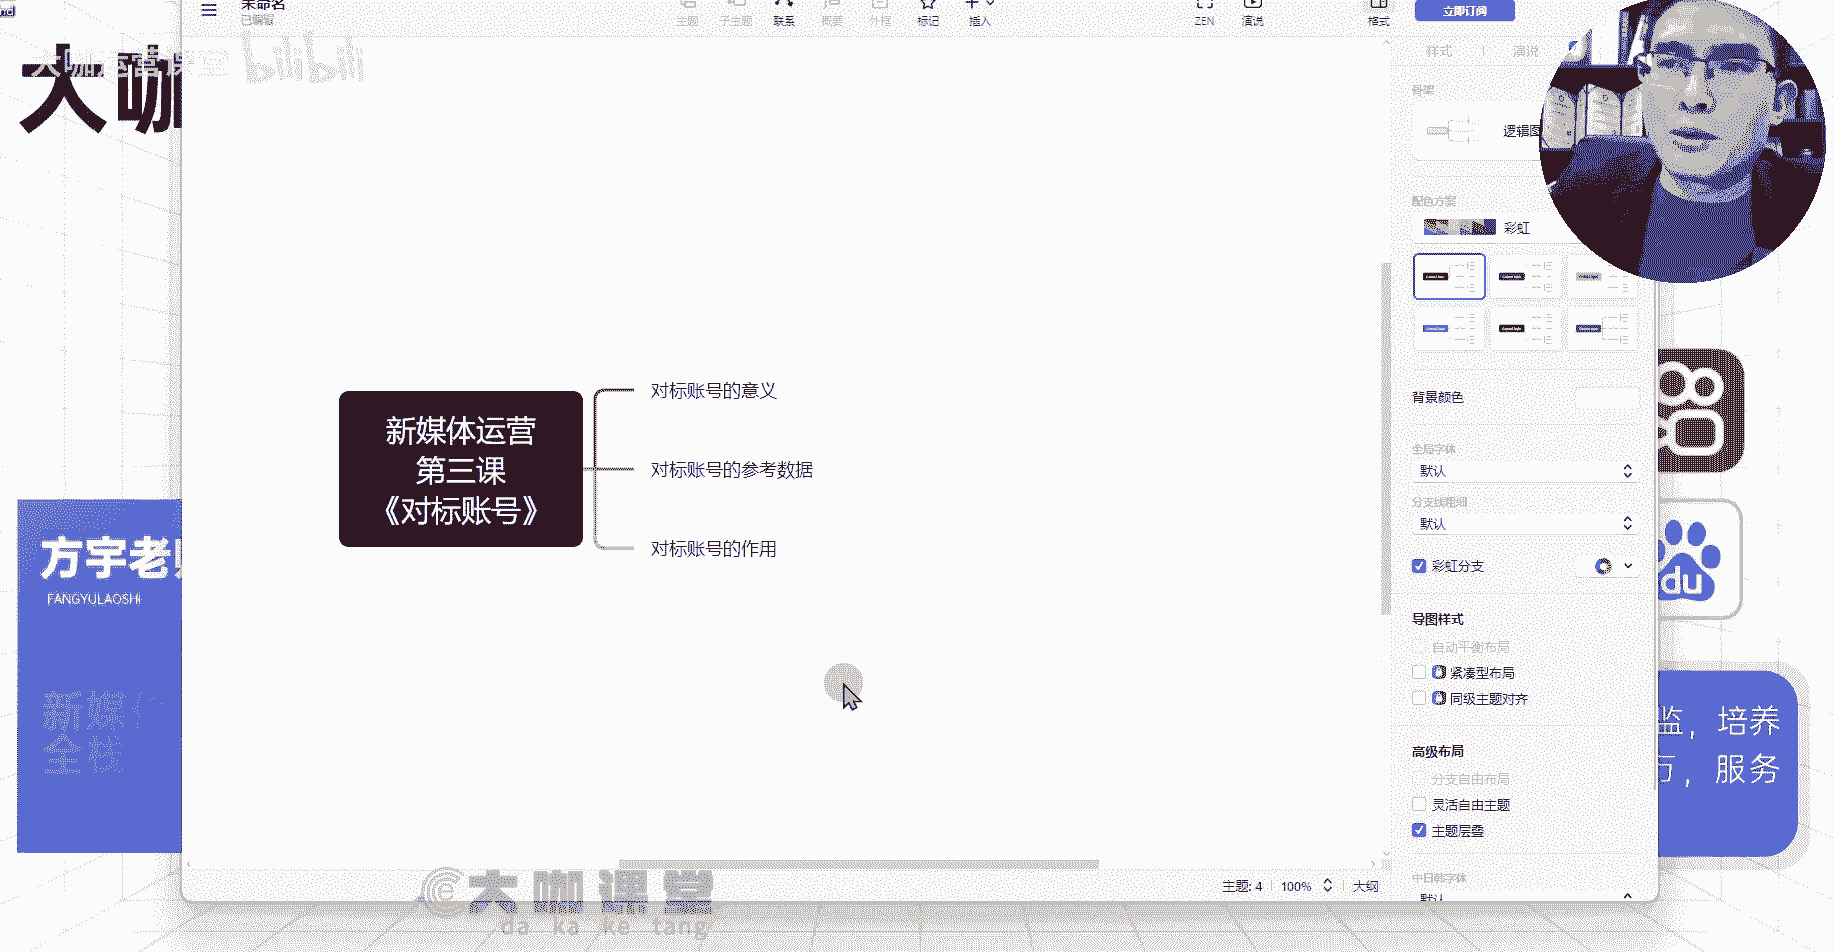 未命名
已编辑
主题
子主题
联系
概要
外框
标记
插入
ZEN
演说
格式
立即订阅
大咖运营课堂
bilibili
大咖
样式
演说
骨架
逻辑图
配色方案
彩虹
背景颜色
全局字体
默认
分支线粗细
默认
彩虹分支
导图样式
自动平衡布局
紧凑型布局
同级主题对齐
高级布局
分支自由布局
灵活自由主题
主题层叠
中日韩字体
默认
新媒体运营
第三课
《对标账号》
对标账号的意义
对标账号的参考数据
对标账号的作用
方宇老
FANGYULAOSHI
新媒
全栈
du
监，培养
万，服务
主题: 4
100%
大纲
大咖课堂
da ka ke tang